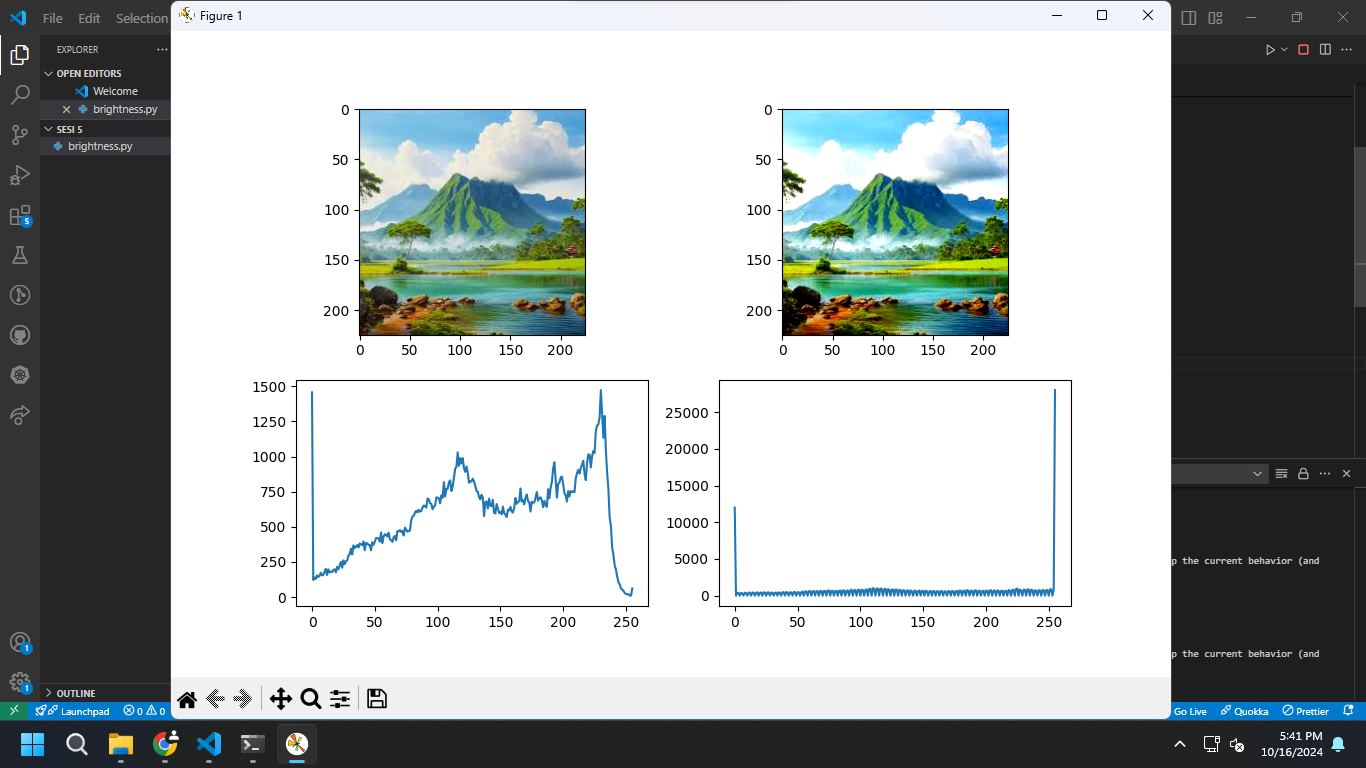 File Edit Selection
Figure 1
EXPLORER
OPEN EDITORS
Welcome
brightness.py
SESI 5
brightness.py
5
0
50
100
150
200
0 50 100 150 200
0
50
100
150
200
0 50 100 150 200
1500
1250
1000
750
500
250
0
0 50 100 150 200 250
25000
20000
15000
10000
5000
0
0 50 100 150 200 250
p the current behavior (and
p the current behavior (and
1
1
OUTLINE
Launchpad 0 0 Go Live Quokka Prettier
5:41 PM
10/16/2024